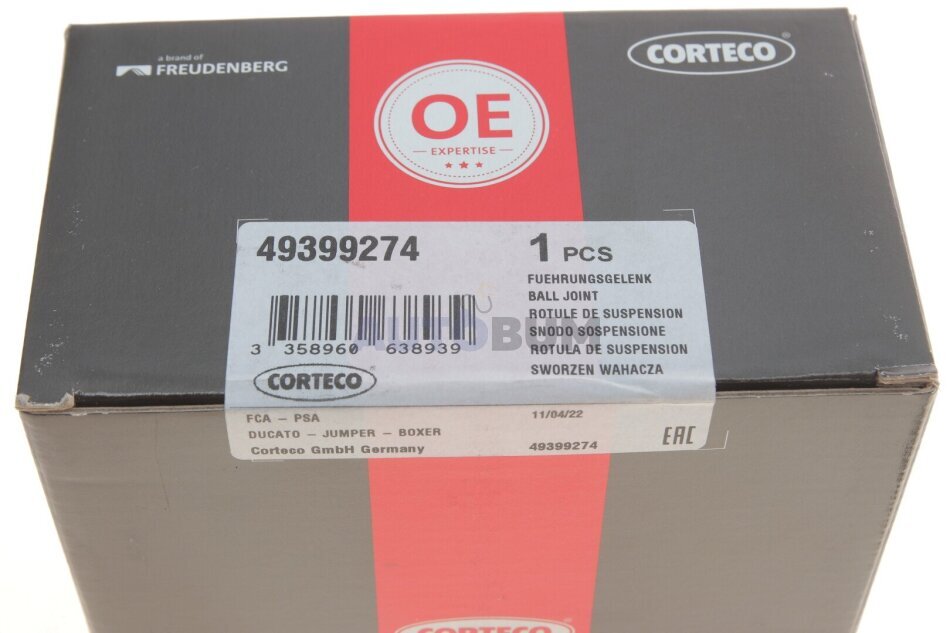 a brand of
FREUDENBERG
CORTECO®
OE
EXPERTISE
49399274
1 PCS
FUEHRUNGSGELENK
BALL JOINT
ROTULE DE SUSPENSION
SNODO SOSPENSIONE
ROTULA DE SUSPENSION
SWORZEN WAHACZA
AUTOBUM
3 358960 638939
CORTECO
FCA - PSA
11/04/22
DUCATO - JUMPER - BOXER
Corteco GmbH Germany
49399274
EAC
CORTECO